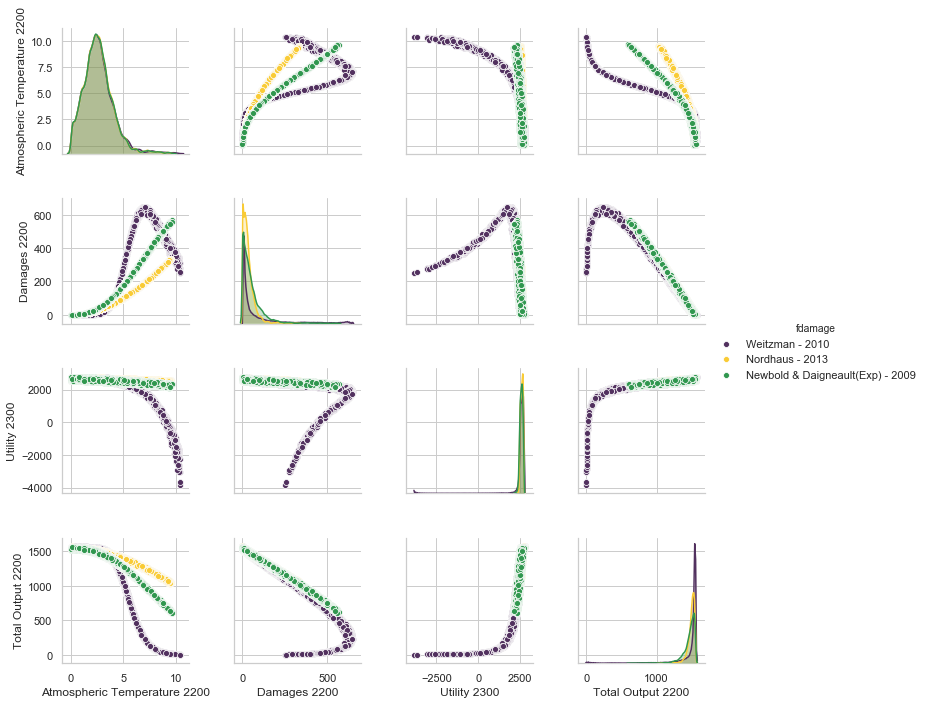 Atmospheric Temperature 2200
10.0
7.5
5.0
2.5
0.0
Damages 2200
600
400
200
0
fdamage
Weitzman - 2010
Nordhaus - 2013
Newbold & Daigneault(Exp) - 2009
Utility 2300
2000
0
−2000
−4000
Total Output 2200
1500
1000
500
0
0 5 10
Atmospheric Temperature 2200
0 500
Damages 2200
−2500 0 2500
Utility 2300
0 1000
Total Output 2200